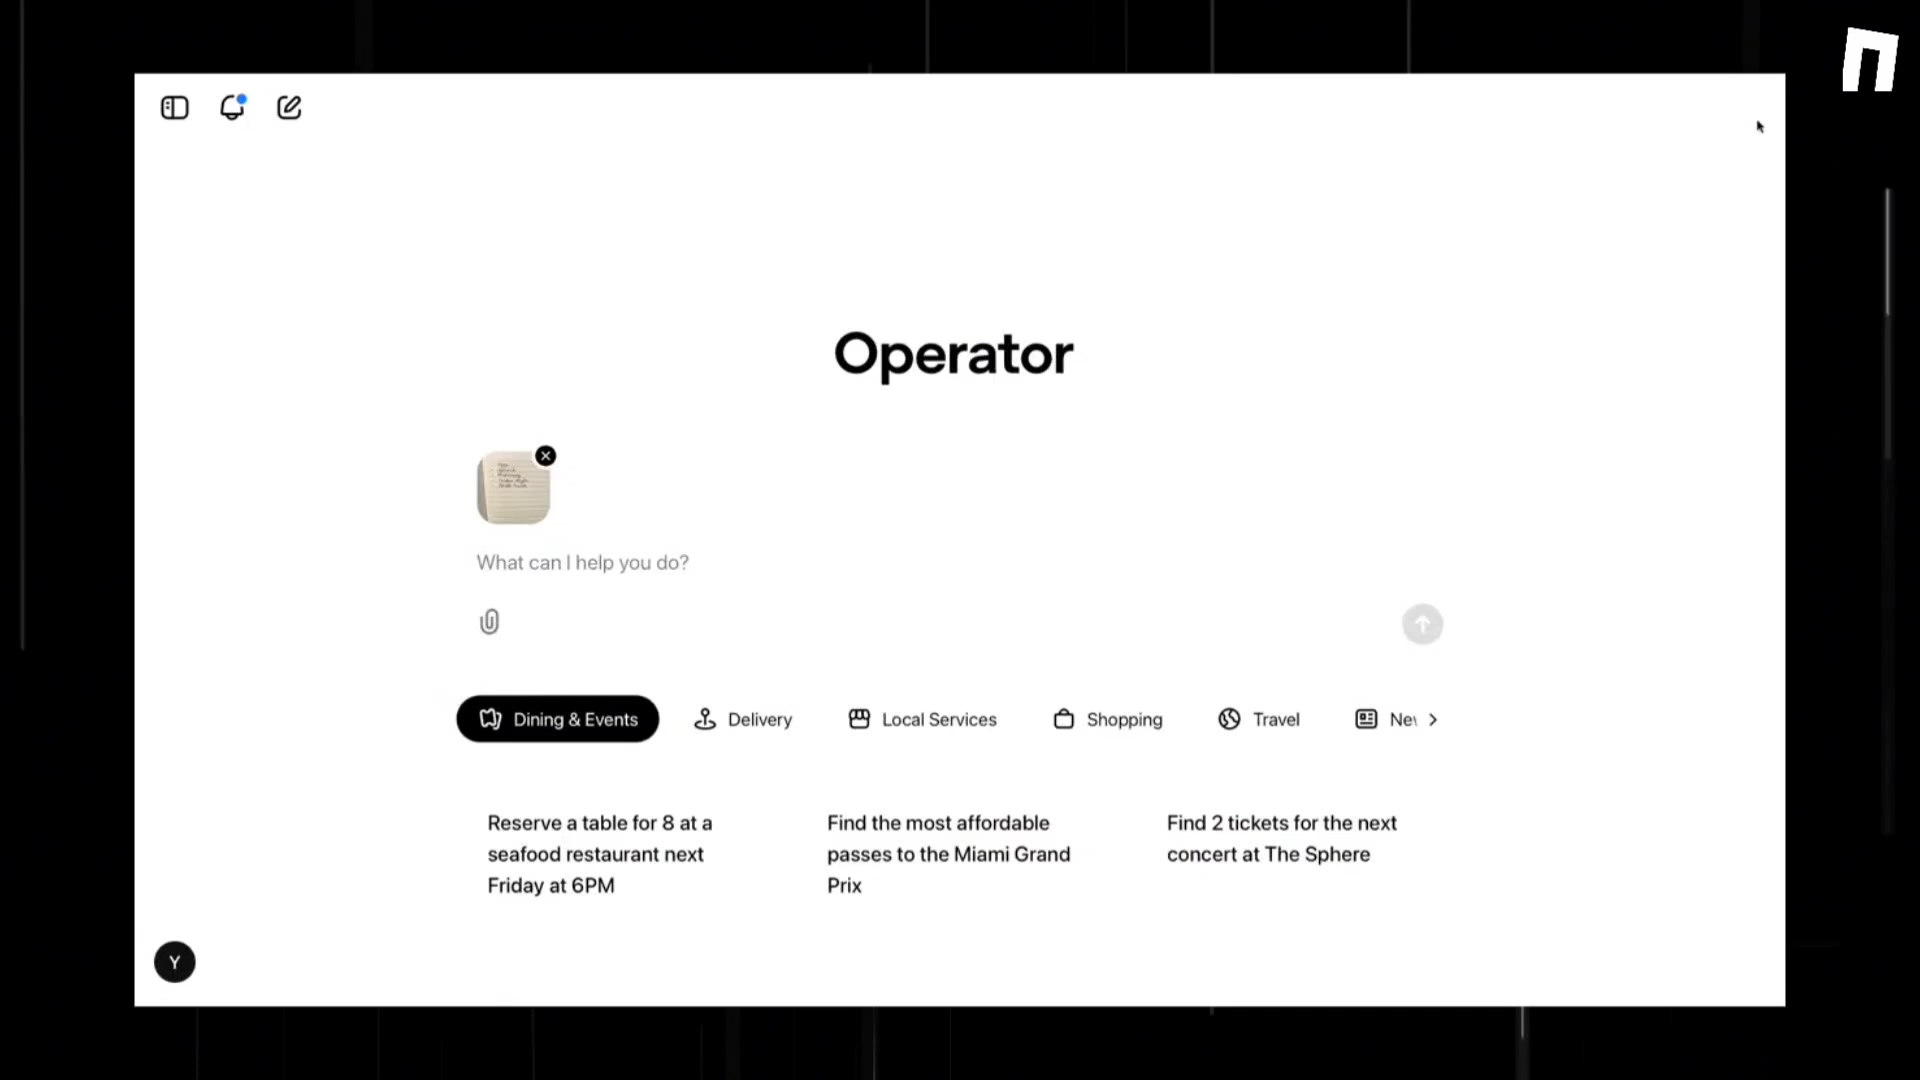 Operator
What can I help you do?
Dining & Events
Delivery
Local Services
Shopping
Travel
Reserve a table for 8 at a
seafood restaurant next
Friday at 6PM
Find the most affordable
passes to the Miami Grand
Prix
Find 2 tickets for the next
concert at The Sphere
Y